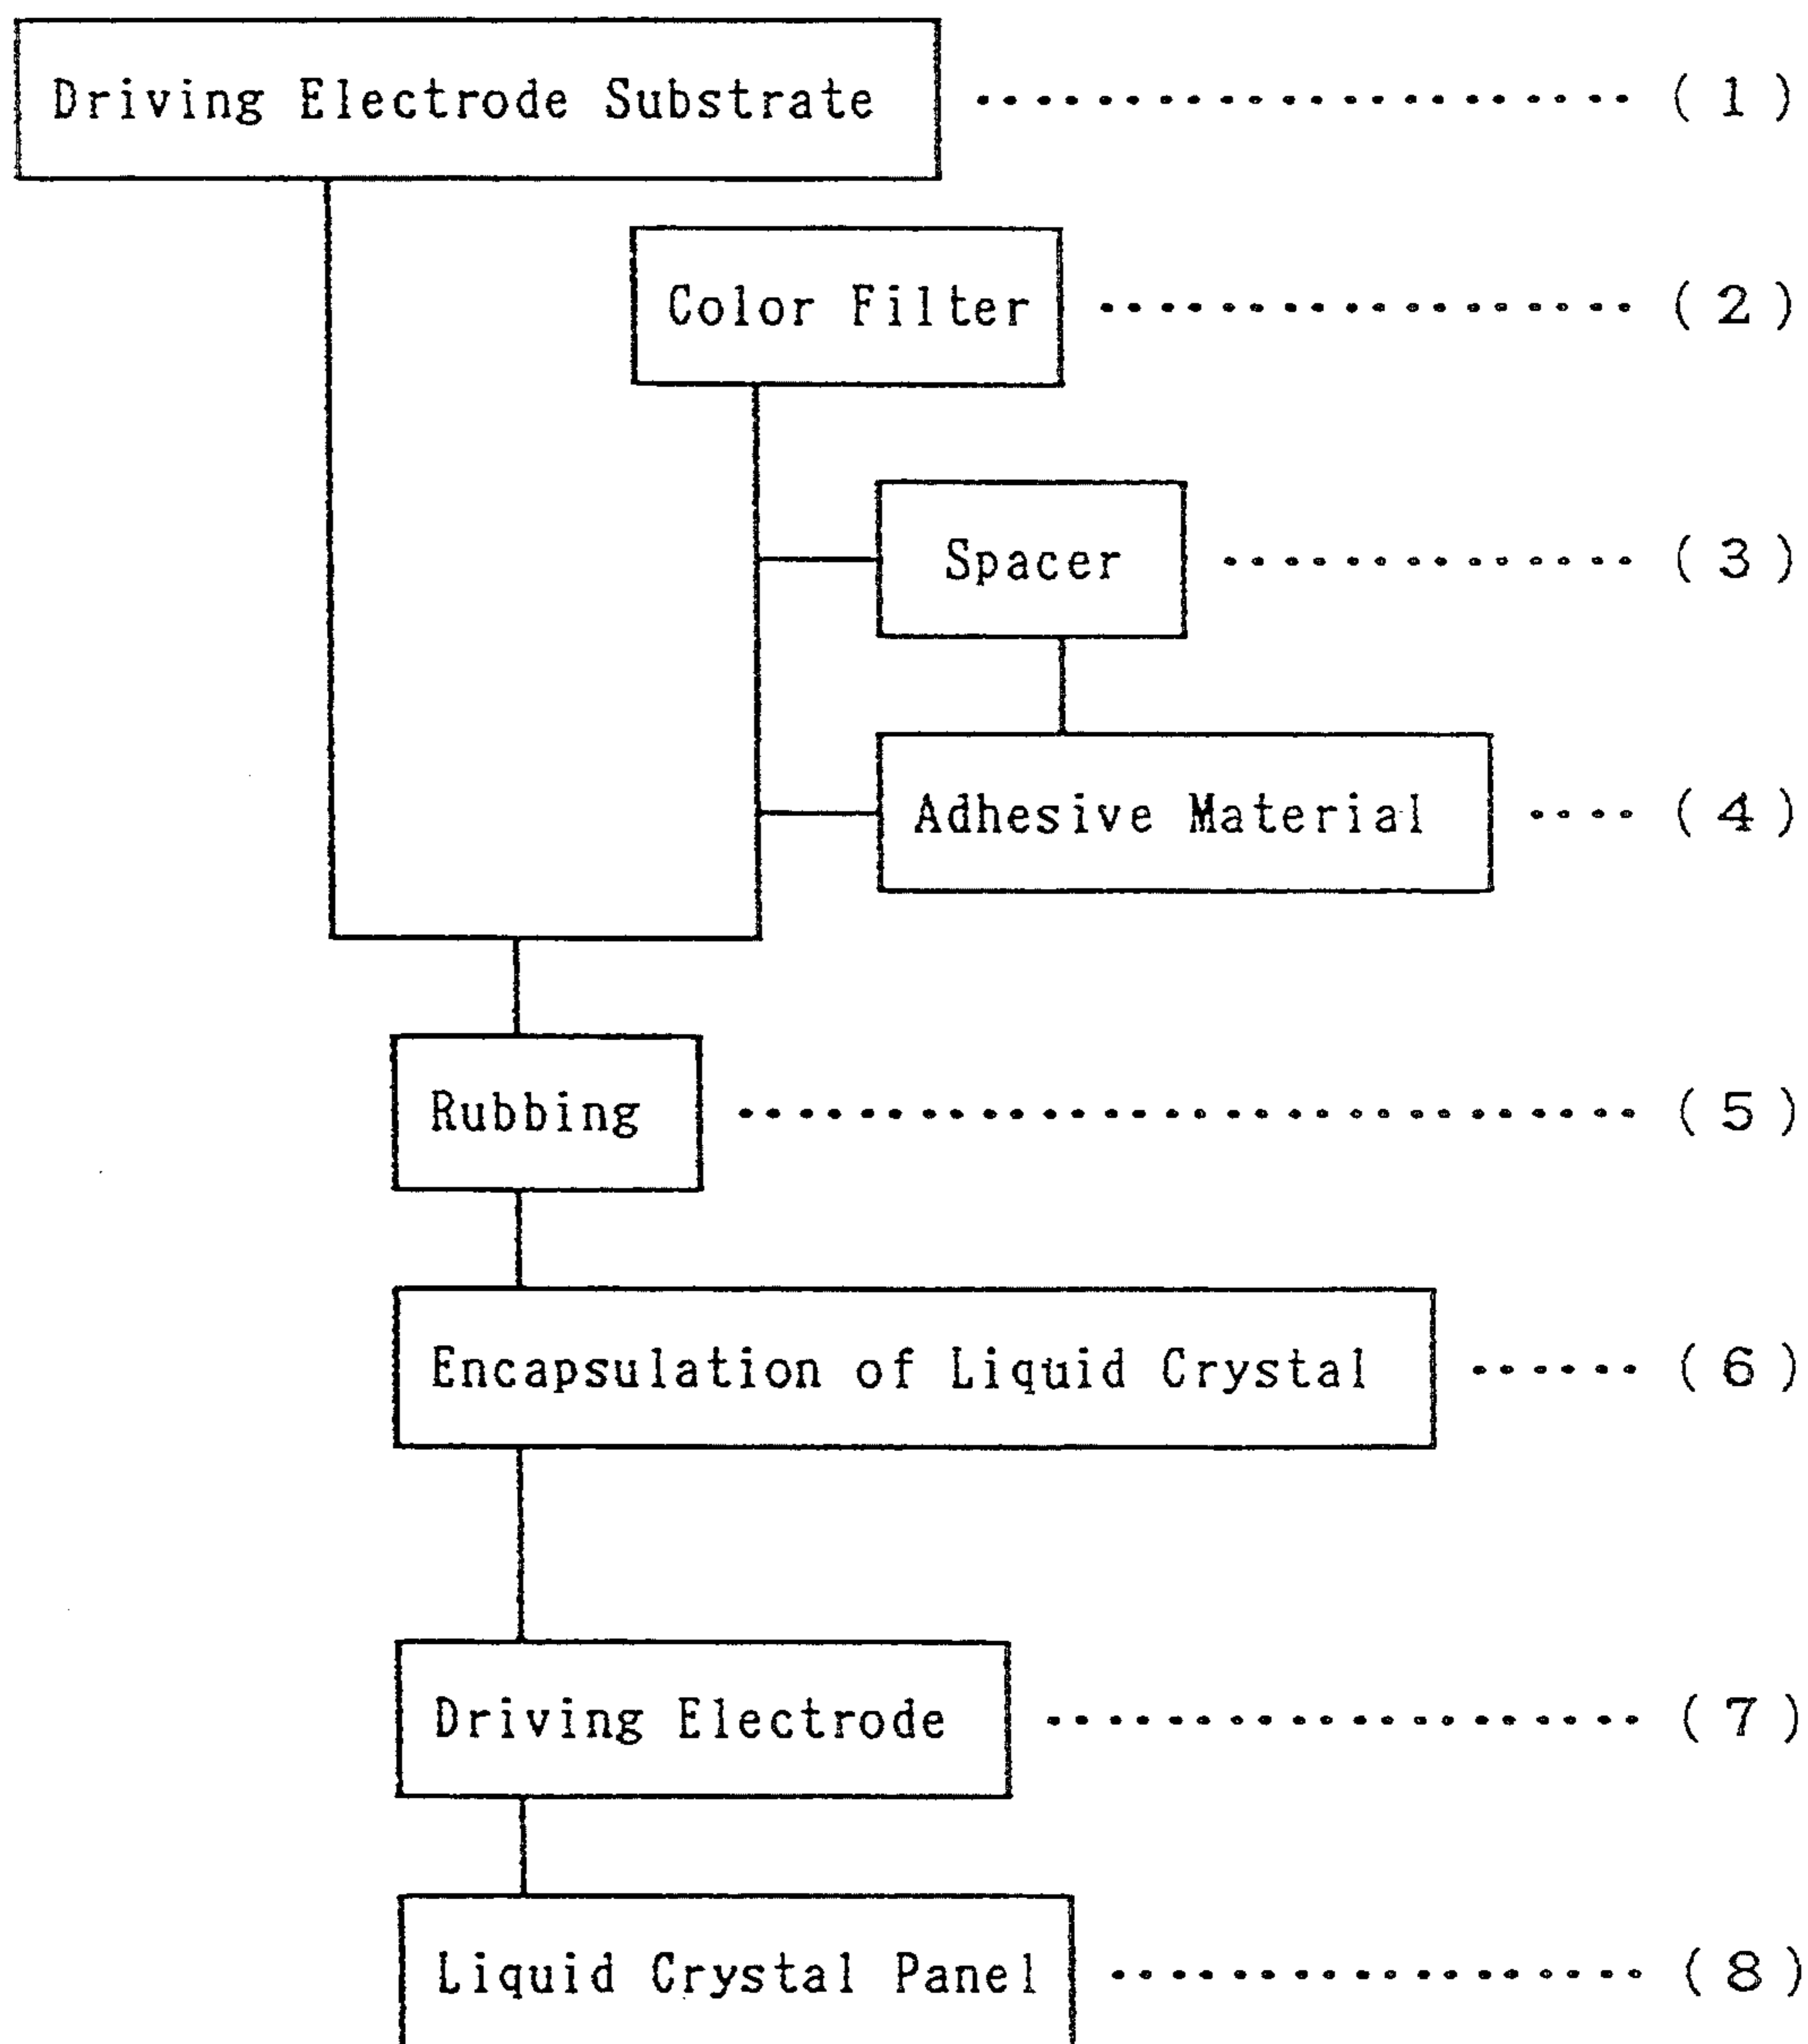 Driving Electrode Substrate ...................... (1)
Color Filter .................. (2)
Spacer .............. (3)
Adhesive Material .... (4)
Rubbing .............................. (5)
Encapsulation of Liquid Crystal ...... (6)
Driving Electrode .................... (7)
Liquid Crystal Panel .................. (8)